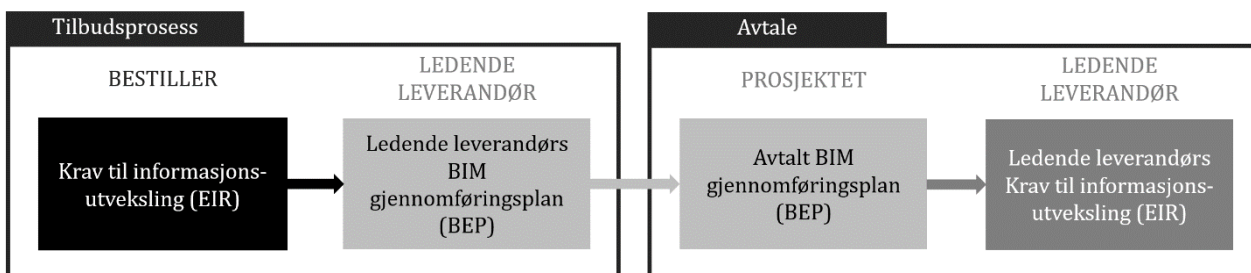 Tilbudsprosess
BESTILLER
LEDENDE
LEVERANDØR
Krav til informasjons-
utveksling (EIR)
Ledende leverandørs
BIM
gjennomføringsplan
(BEP)
Avtale
PROSJEKTET
LEDENDE
LEVERANDØR
Avtalt BIM
gjennomføringsplan
(BEP)
Ledende leverandørs
Krav til informasjons-
utveksling (EIR)